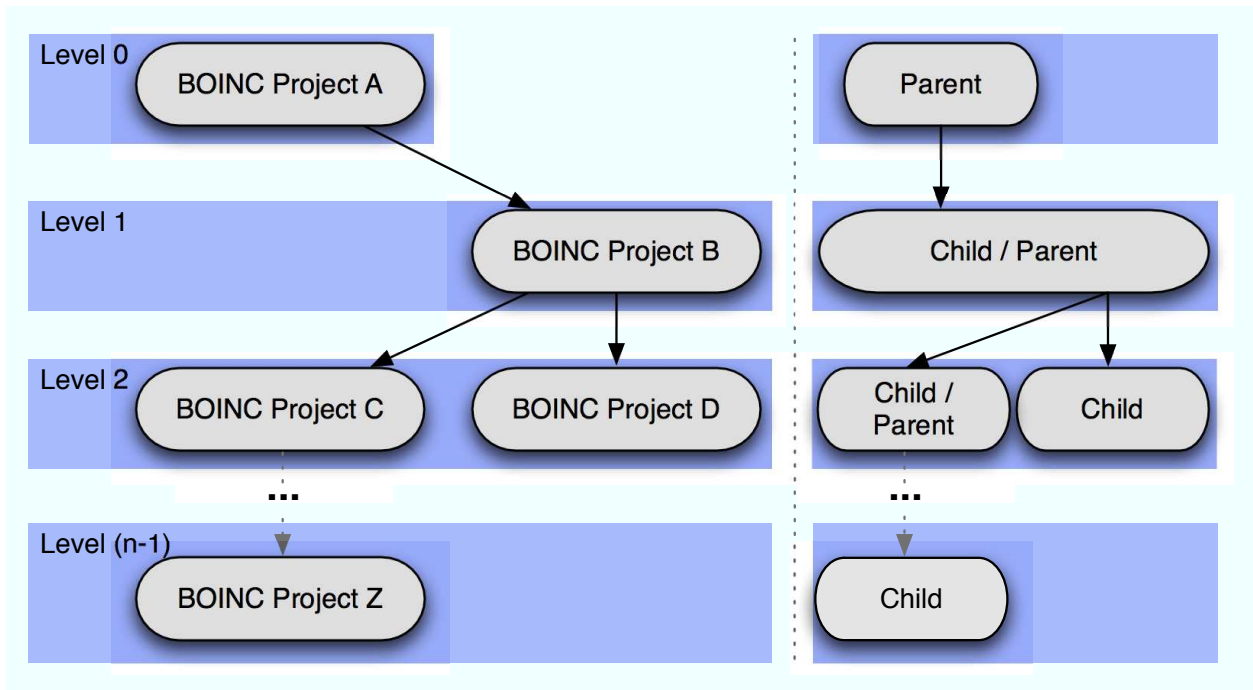 Level 0
BOINC Project A
Parent
Level 1
BOINC Project B
Child / Parent
Level 2
BOINC Project C
BOINC Project D
Child /
Parent
Child
...
...
Level (n-1)
BOINC Project Z
Child